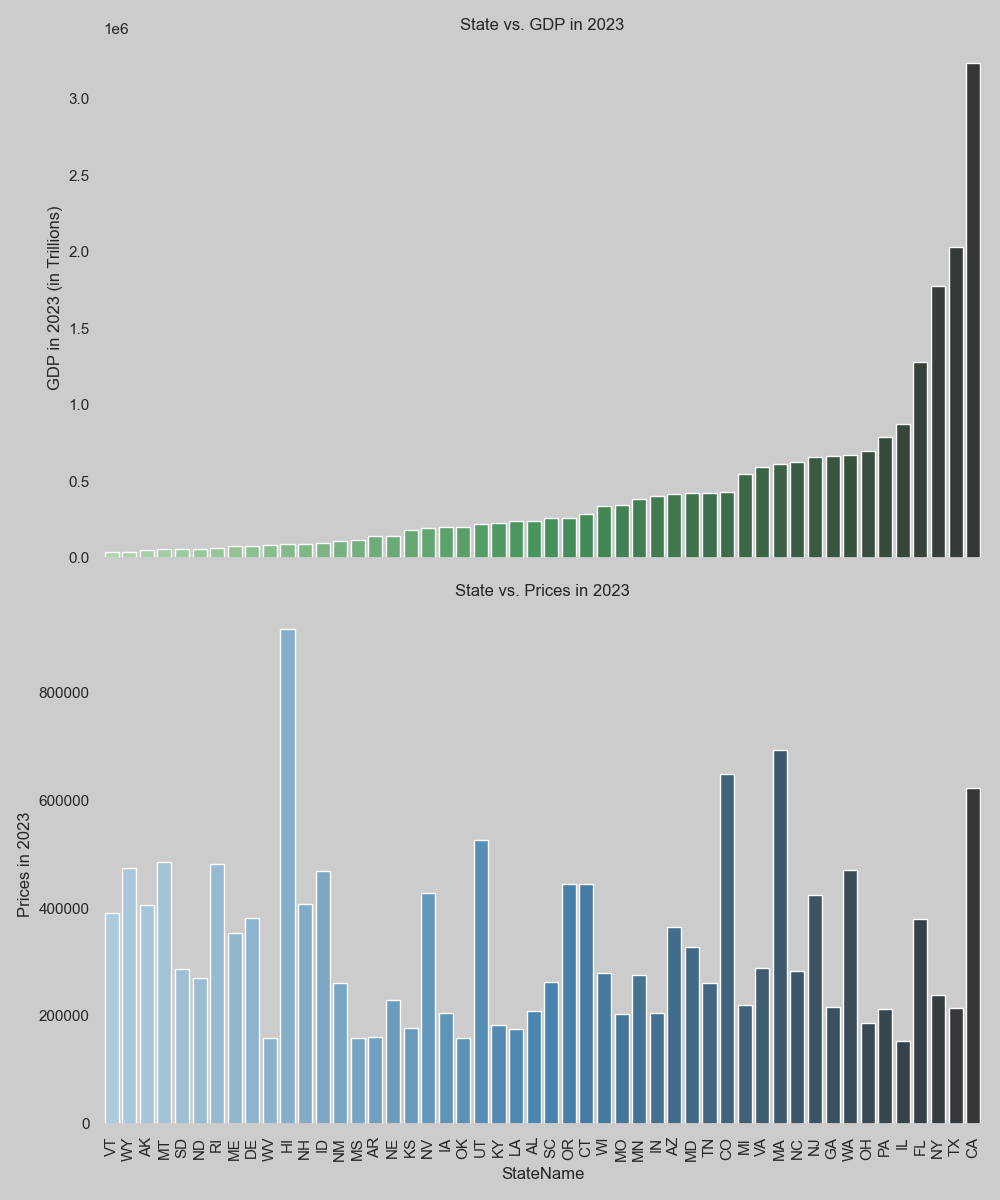 State vs. GDP in 2023
1e6
3.0
2.5
2.0
1.5
1.0
0.5
0.0
GDP in 2023 (in Trillions)
State vs. Prices in 2023
800000
600000
400000
200000
0
Prices in 2023
VT WY AK MT SD ND RI ME DE WV HI NH ID NM MS AR NE KS NV IA OK UT KY LA AL SC OR CT WI MO MN IN AZ MD TN CO MI VA MA NC NJ GA WA OH PA IL FL NY TX CA
StateName